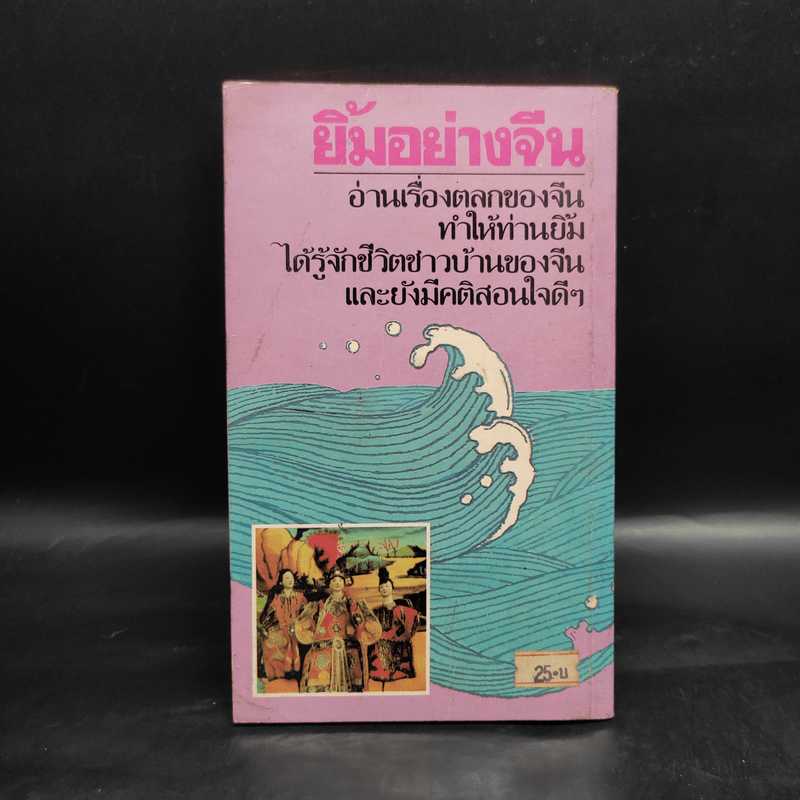 ยิ้มอย่างจีน
อ่านเรื่องตลกของจีน
ทำให้ท่านยิ้ม
ได้รู้จักชีวิตชาวบ้านของจีน
และยังมีคติสอนใจดีๆ
25.-บ